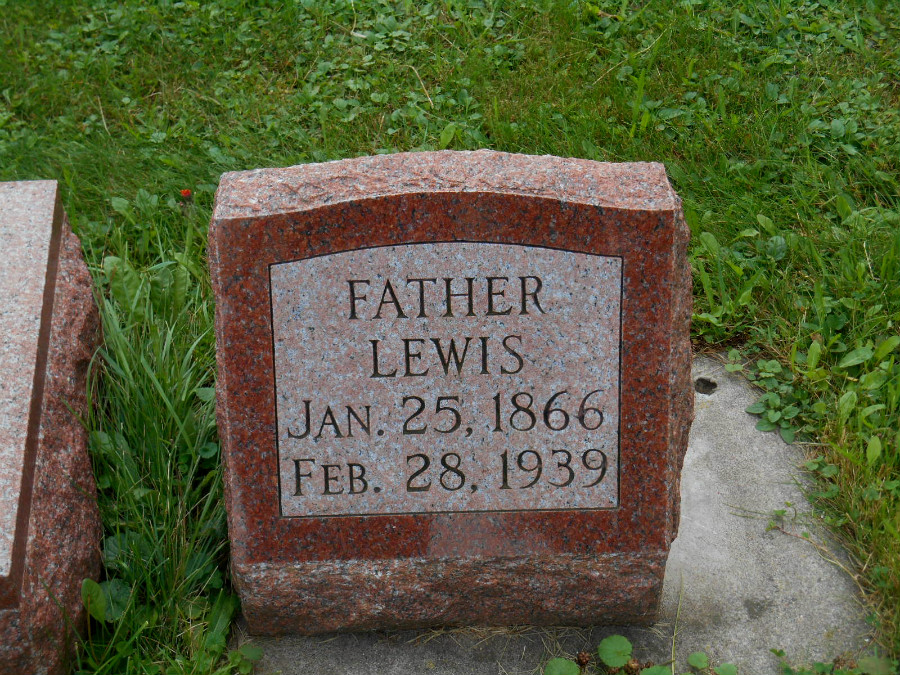 FATHER
LEWIS
JAN. 25, 1866
FEB. 28, 1939